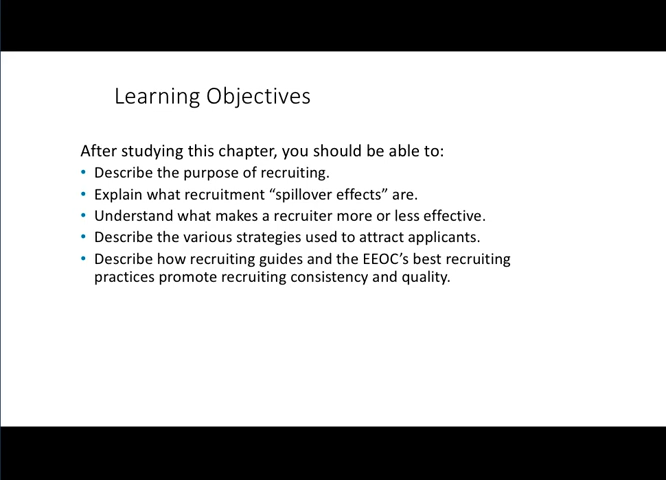 Learning Objectives
After studying this chapter, you should be able to:
• Describe the purpose of recruiting.
• Explain what recruitment “spillover effects” are.
• Understand what makes a recruiter more or less effective.
• Describe the various strategies used to attract applicants.
• Describe how recruiting guides and the EEOC’s best recruiting
practices promote recruiting consistency and quality.